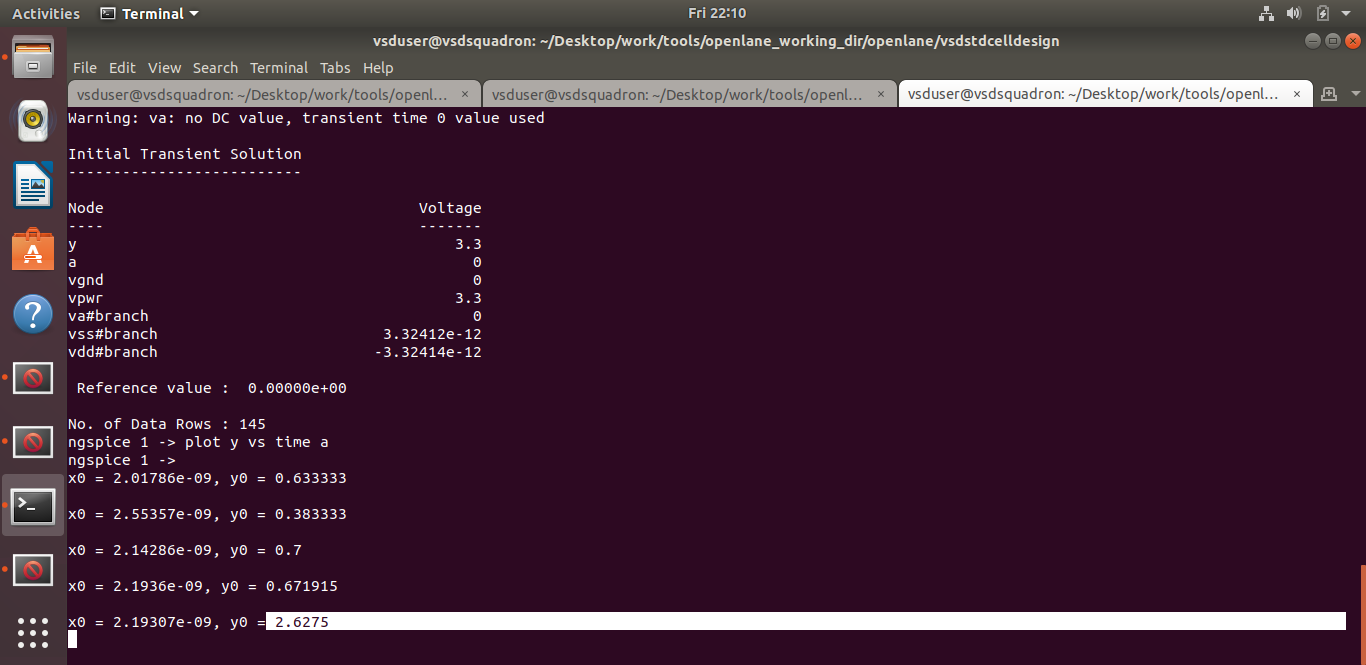 Activities Terminal Fri 22:10
vsduser@vsdsquadron: ~/Desktop/work/tools/openlane_working_dir/openlane/vsdstdcelldesign
File Edit View Search Terminal Tabs Help
vsduser@vsdsquadron: ~/Desktop/work/tools/openl... × vsduser@vsdsquadron: ~/Desktop/work/tools/openl... × vsduser@vsdsquadron: ~/Desktop/work/tools/openl... ×
Warning: va: no DC value, transient time 0 value used
Initial Transient Solution
--------------------------
Node Voltage
---- -------
y 3.3
a 0
vgnd 0
vpwr 3.3
va#branch 0
vss#branch 3.32412e-12
vdd#branch -3.32414e-12
Reference value : 0.00000e+00
No. of Data Rows : 145
ngspice 1 -> plot y vs time a
ngspice 1 ->
x0 = 2.01786e-09, y0 = 0.633333
x0 = 2.55357e-09, y0 = 0.383333
x0 = 2.14286e-09, y0 = 0.7
x0 = 2.1936e-09, y0 = 0.671915
x0 = 2.19307e-09, y0 = 2.6275